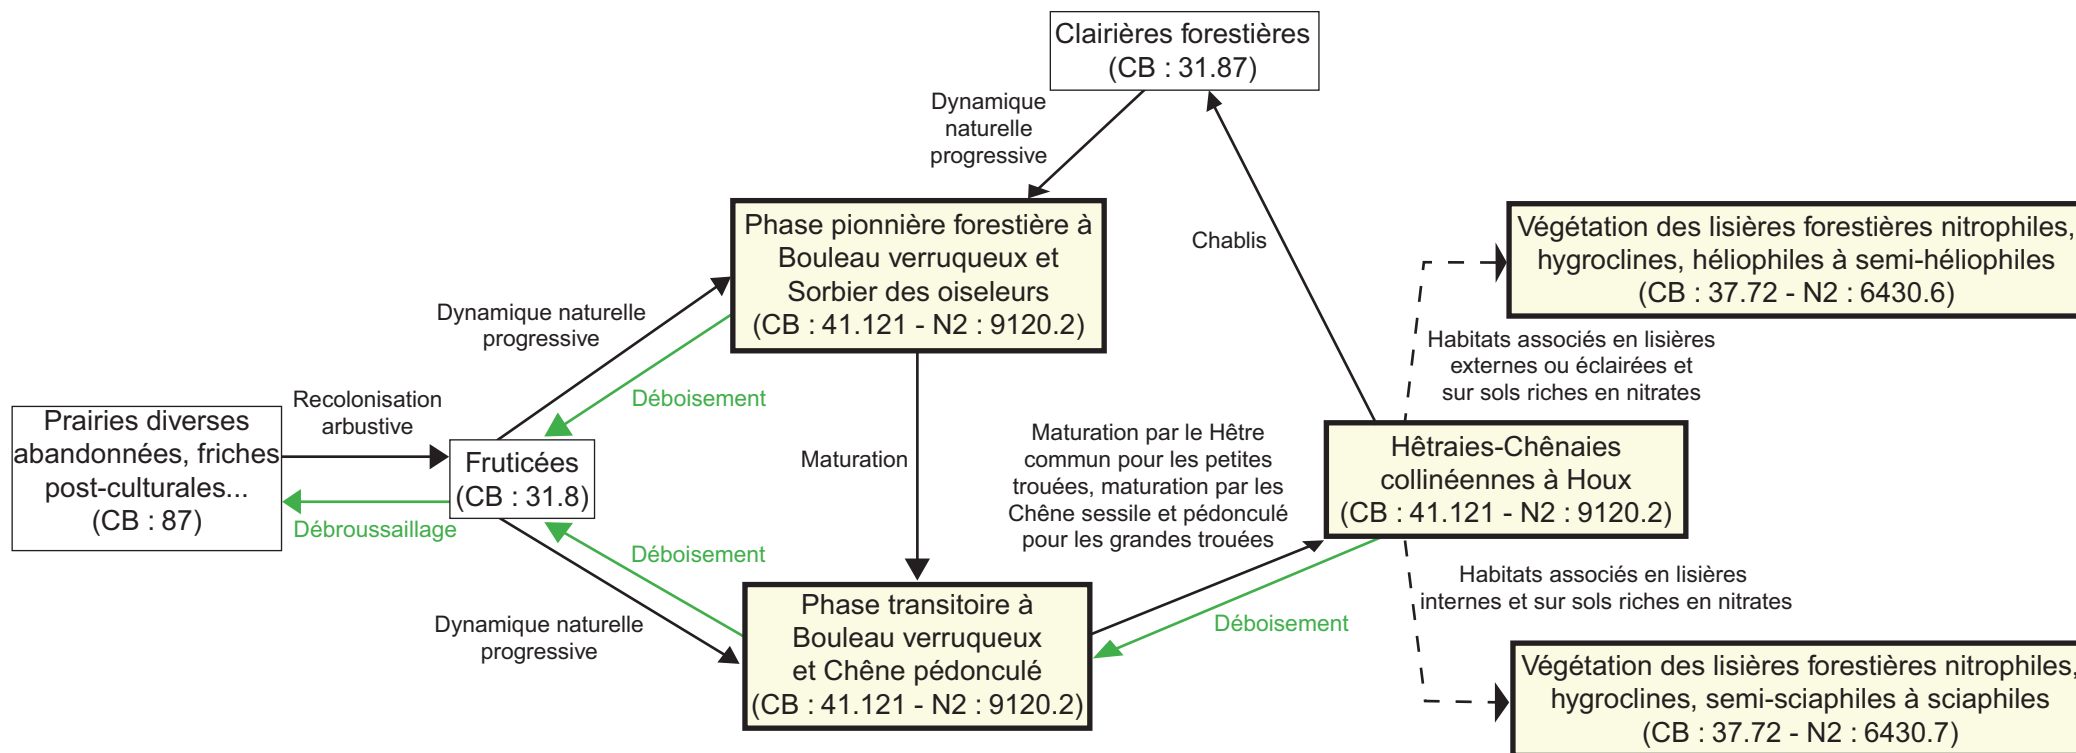 Clairières forestières
(CB : 31.87)
Dynamique
naturelle
progressive
Phase pionnière forestière à
Bouleau verruqueux et
Sorbier des oiseleurs
(CB : 41.121 - N2 : 9120.2)
Chablis
Végétation des lisières forestières nitrophiles,
hygroclines, héliophiles à semi-héliophiles
(CB : 37.72 - N2 : 6430.6)
Dynamique naturelle
progressive
Habitats associés en lisières
externes ou éclairées et
sur sols riches en nitrates
Déboisement
Recolonisation
arbustive
Prairies diverses
abandonnées, friches
post-culturales...
(CB : 87)
Fruticées
(CB : 31.8)
Débroussaillage
Maturation
Maturation par le Hêtre
commun pour les petites
trouées, maturation par les
Chêne sessile et pédonculé
pour les grandes trouées
Hêtraies-Chênaies
collinéennes à Houx
(CB : 41.121 - N2 : 9120.2)
Déboisement
Habitats associés en lisières
internes et sur sols riches en nitrates
Dynamique naturelle
progressive
Phase transitoire à
Bouleau verruqueux
et Chêne pédonculé
(CB : 41.121 - N2 : 9120.2)
Déboisement
Végétation des lisières forestières nitrophiles,
hygroclines, semi-sciaphiles à sciaphiles
(CB : 37.72 - N2 : 6430.7)